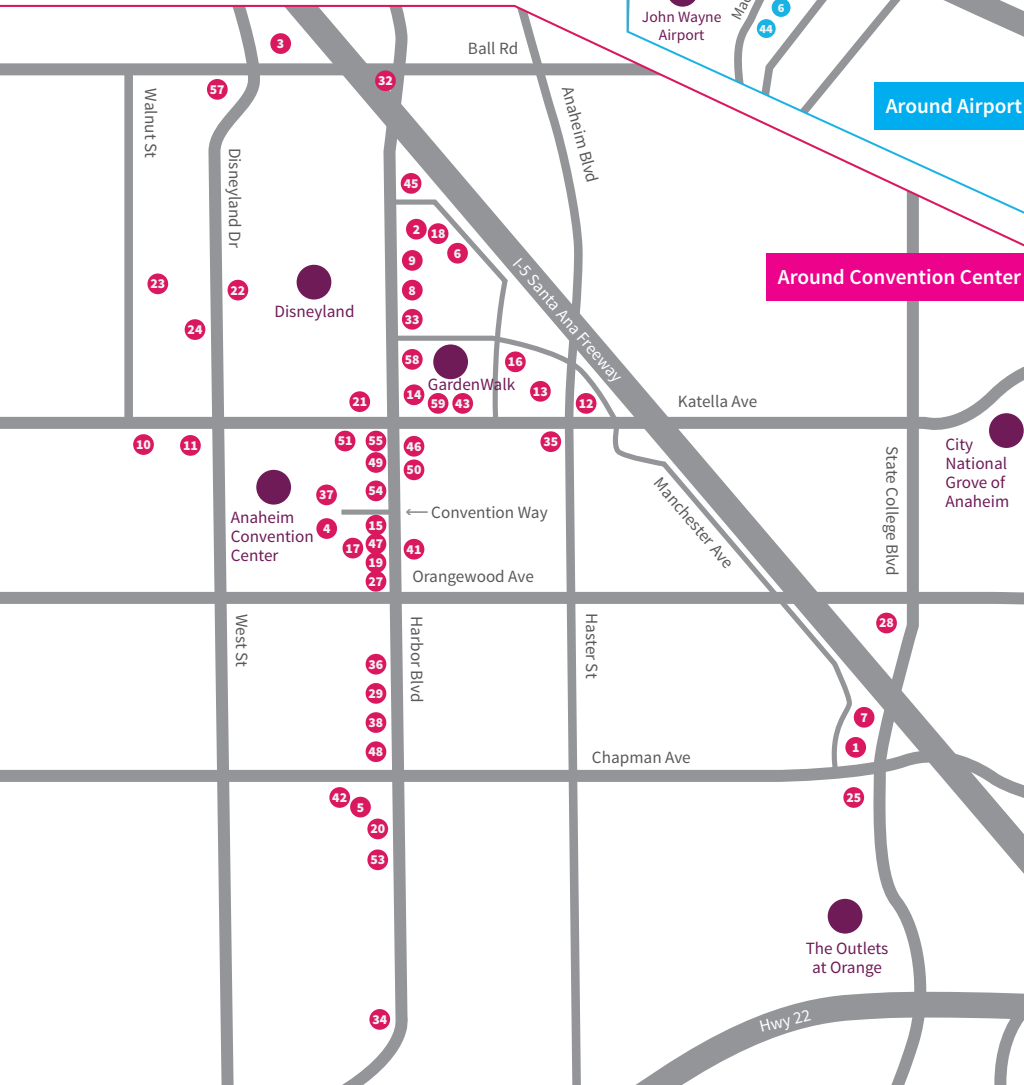 John Wayne
Airport
Mac
6
44
3
Ball Rd
32
57
Around Airport
Walnut St
Disneyland Dr
Anaheim Blvd
45
2
18
6
9
8
33
23
22
24
Disneyland
I-5 Santa Ana Freeway
Around Convention Center
58
16
GardenWalk
14
59
43
13
12
21
Katella Ave
10
11
51
55
46
35
49
50
54
37
City
National
Grove of
Anaheim
State College Blvd
Manchester Ave
Anaheim
Convention
Center
← Convention Way
4
15
17
47
41
19
27
Orangewood Ave
West St
Harbor Blvd
Haster St
28
36
29
38
48
7
1
Chapman Ave
42
5
20
53
25
The Outlets
at Orange
34
Hwy 22